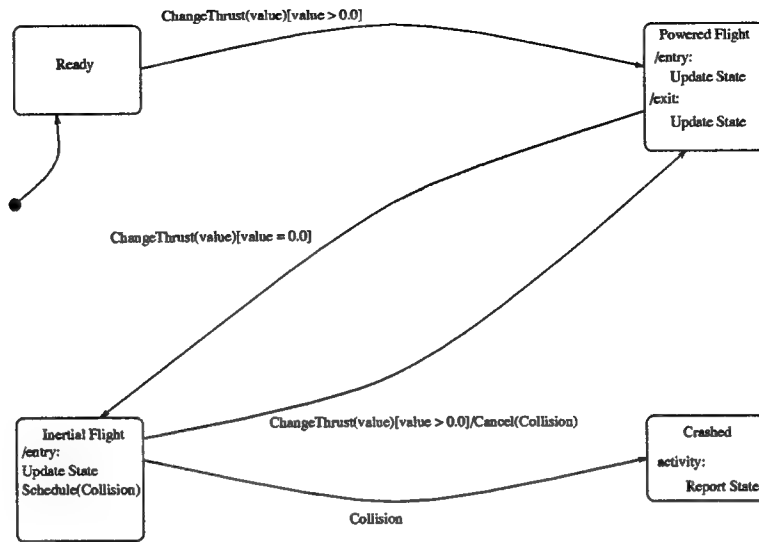 ChangeThrust(value)[value > 0.0]
Ready
Powered Flight
/entry:
Update State
/exit:
Update State
ChangeThrust(value)[value = 0.0]
ChangeThrust(value)[value > 0.0]/Cancel(Collision)
Inertial Flight
/entry:
Update State
Schedule(Collision)
Crashed
activity:
Report State
Collision